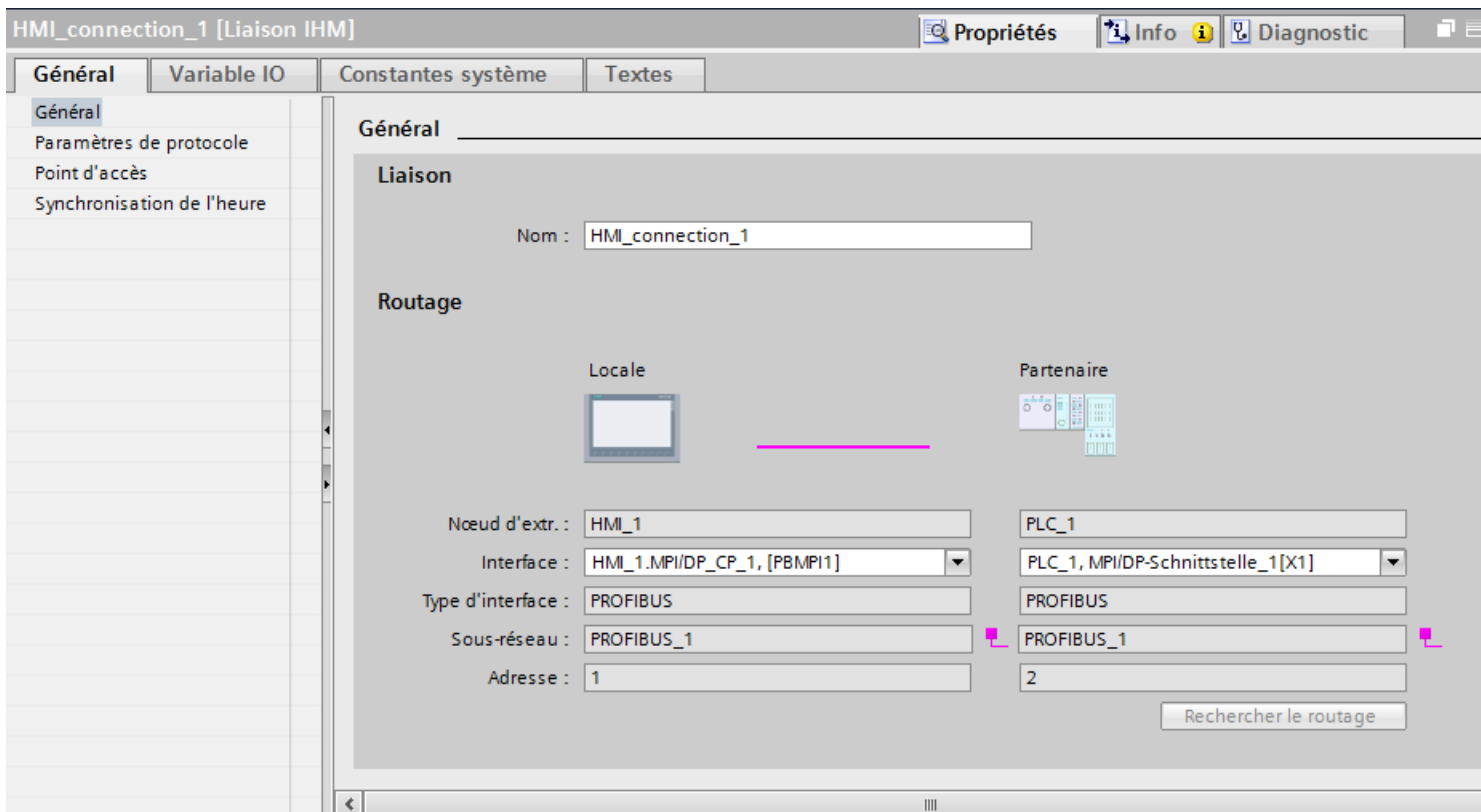 HMI_connection_1 [Liaison IHM]
Propriétés
Info
Diagnostic
Général
Variable IO
Constantes système
Textes
Général
Paramètres de protocole
Point d'accès
Synchronisation de l'heure
Général
Liaison
Nom : HMI_connection_1
Routage
Locale Partenaire
Nœud d'extr. : HMI_1 PLC_1
Interface : HMI_1.MPI/DP_CP_1, [PBMPI1] PLC_1, MPI/DP-Schnittstelle_1[X1]
Type d'interface : PROFIBUS PROFIBUS
Sous-réseau : PROFIBUS_1 PROFIBUS_1
Adresse : 1 2
Rechercher le routage